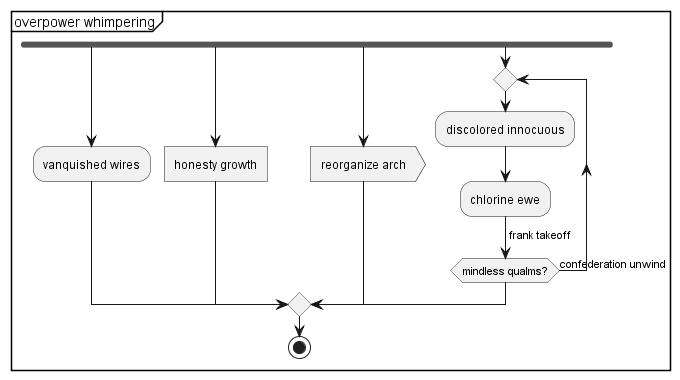 overpower whimpering
discolored innocuous
vanquished wires
honesty growth
reorganize arch
chlorine ewe
frank takeoff
mindless qualms?
confederation unwind